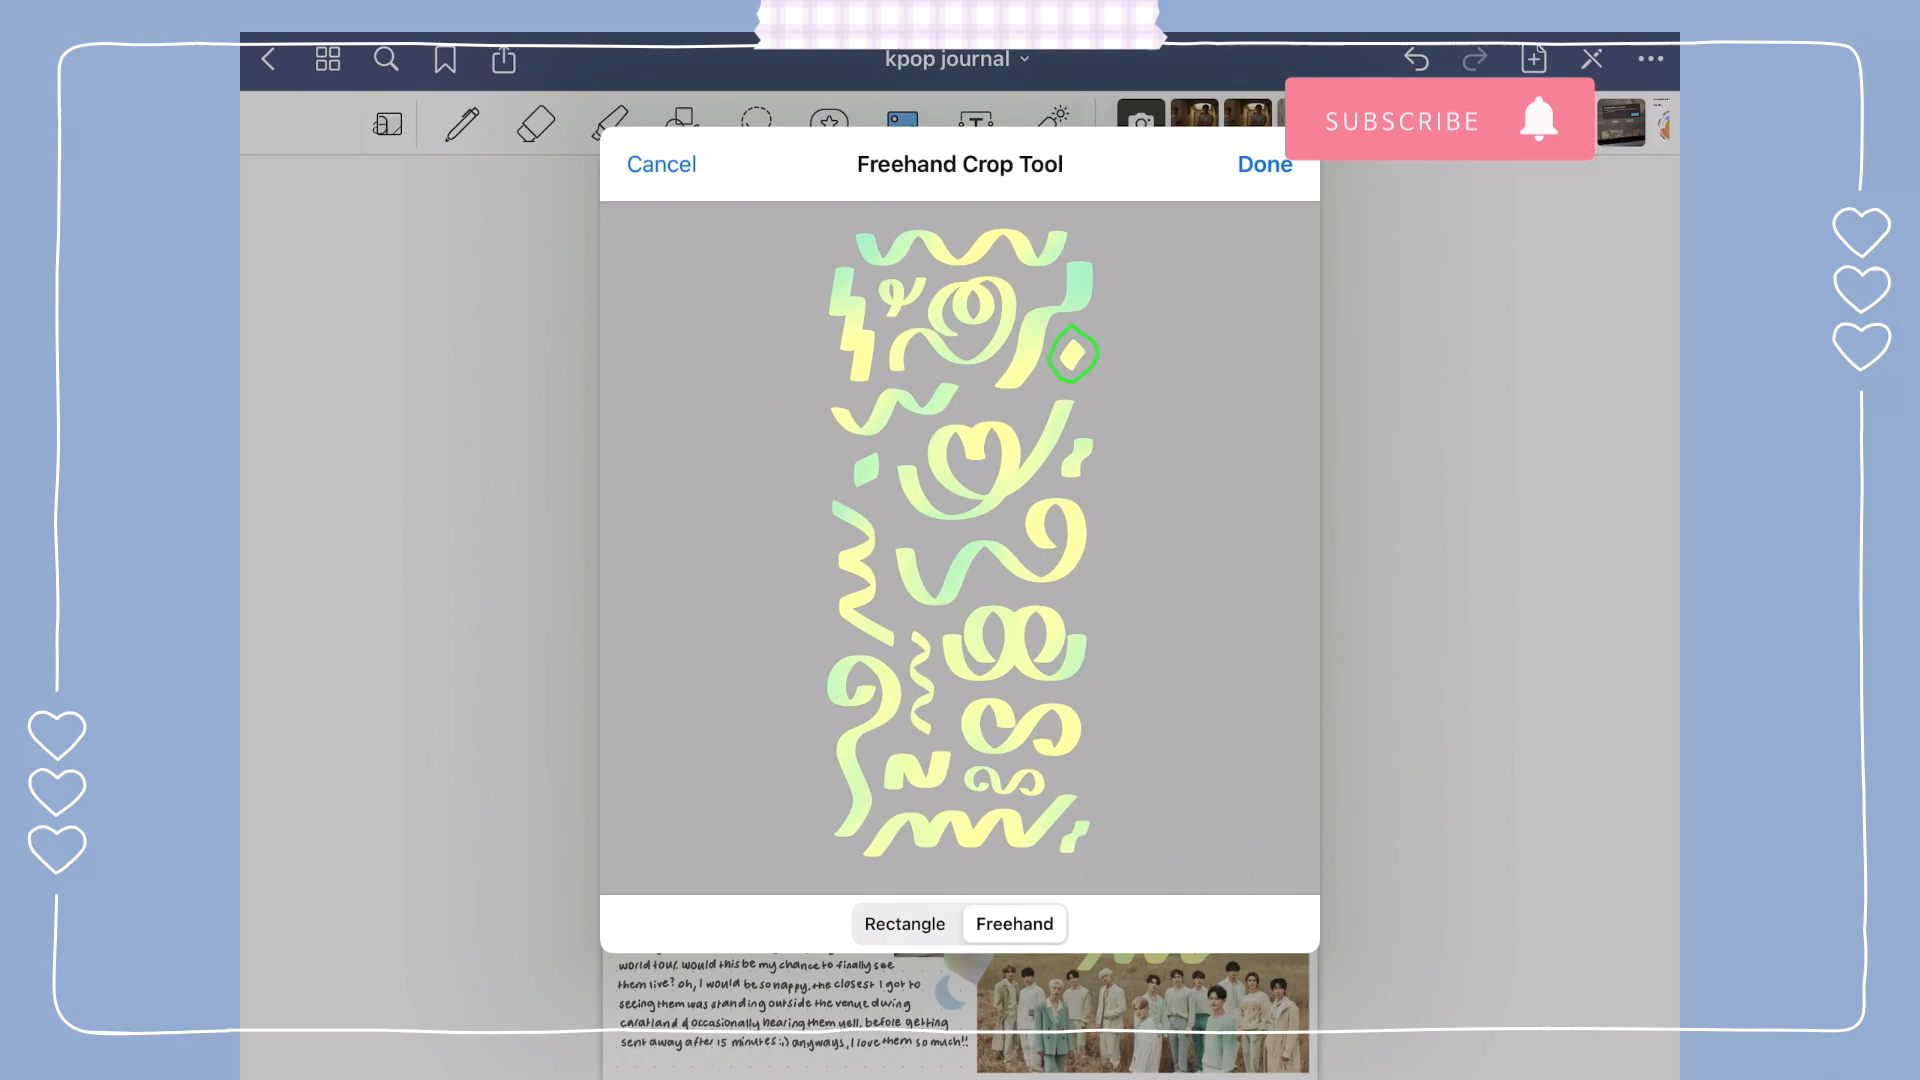 kpop journal
SUBSCRIBE
Cancel
Freehand Crop Tool
Done
Rectangle
Freehand
world tour. would this be my chance to finally see
them live? oh, I would be so happy. the closest I got to
seeing them was standing outside the venue during
caratland & occasionally hearing them yell. before getting
sent away after 15 minutes :,) anyways, I love them so much!!